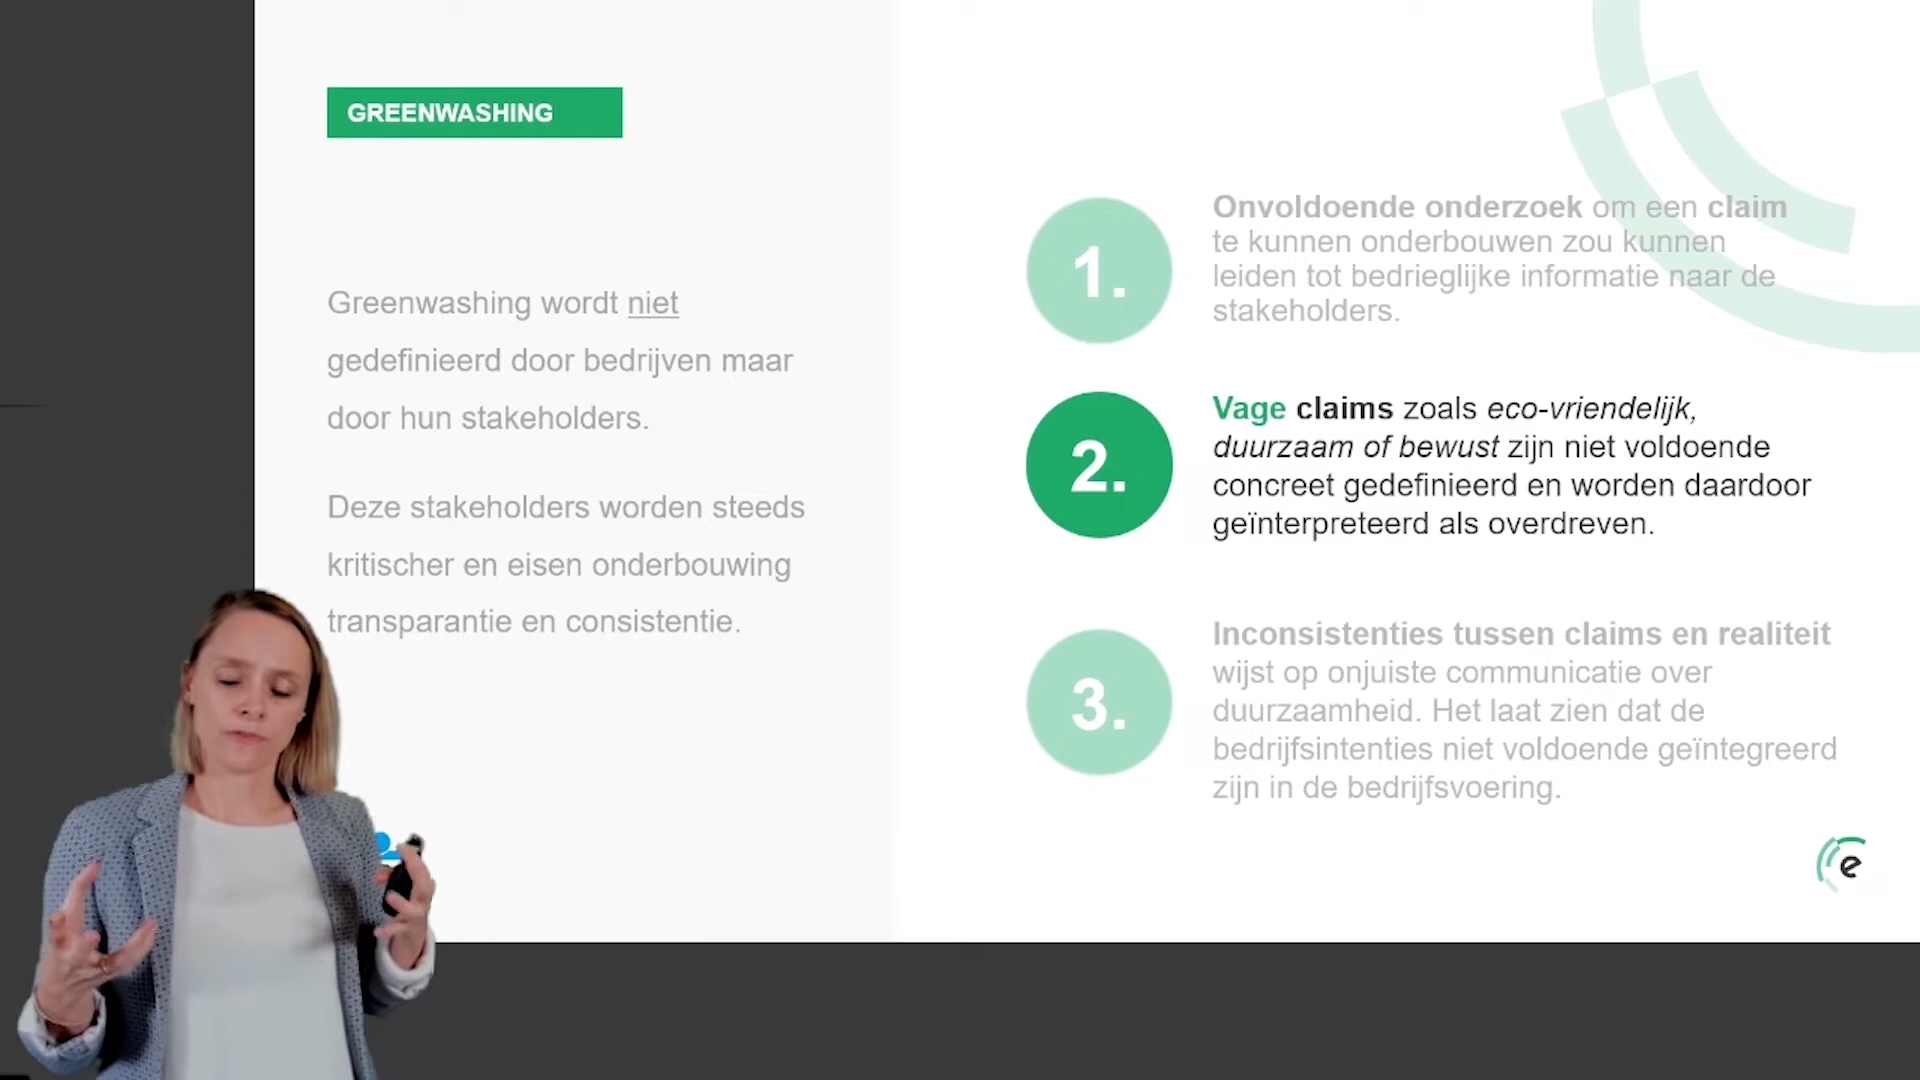 GREENWASHING
Greenwashing wordt niet
gedefinieerd door bedrijven maar
door hun stakeholders.
Deze stakeholders worden steeds
kritischer en eisen onderbouwing
transparantie en consistentie.
1.
Onvoldoende onderzoek om een claim
te kunnen onderbouwen zou kunnen
leiden tot bedrieglijke informatie naar de
stakeholders.
2.
Vage claims zoals eco-vriendelijk,
duurzaam of bewust zijn niet voldoende
concreet gedefinieerd en worden daardoor
geïnterpreteerd als overdreven.
3.
Inconsistenties tussen claims en realiteit
wijst op onjuiste communicatie over
duurzaamheid. Het laat zien dat de
bedrijfsintenties niet voldoende geïntegreerd
zijn in de bedrijfsvoering.
e